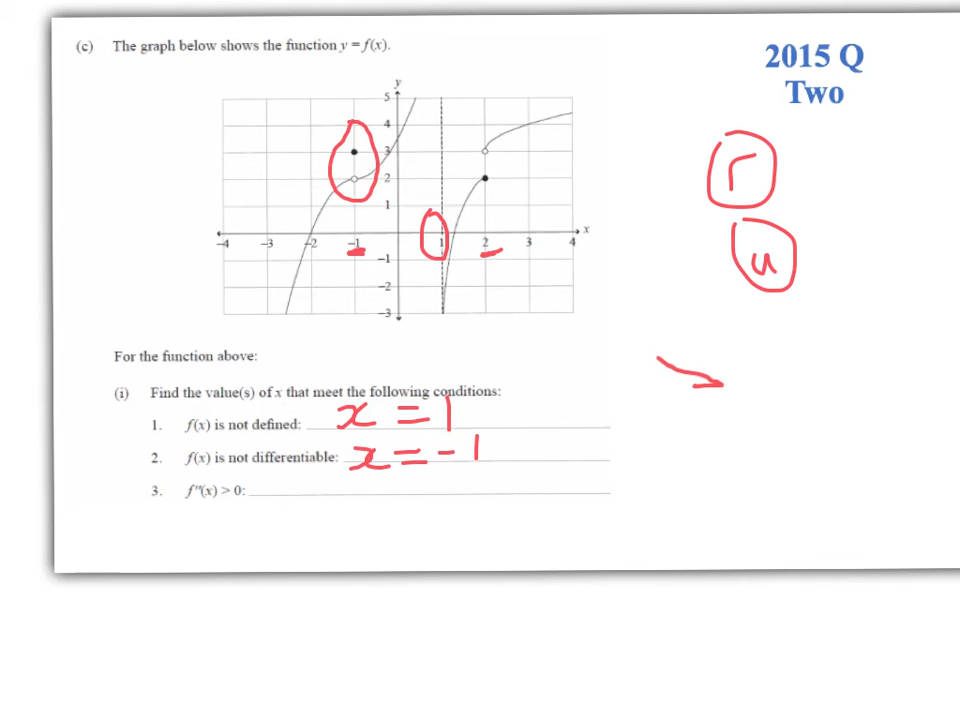 (c) The graph below shows the function y = f(x).
2015 Q
Two
y
5
4
3
2
1
-4 -3 -2 -1 1 2 3 4 x
-1
-2
-3
r
u
For the function above:
(i) Find the value(s) of x that meet the following conditions:
1. f(x) is not defined: x = 1
2. f(x) is not differentiable: x = -1
3. f"(x) > 0: